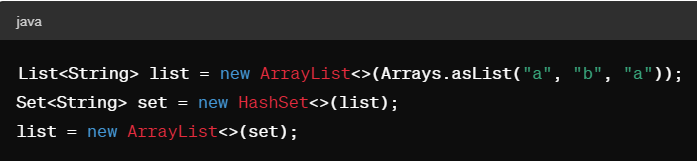 java
List<String> list = new ArrayList<>(Arrays.asList("a", "b", "a"));
Set<String> set = new HashSet<>(list);
list = new ArrayList<>(set);